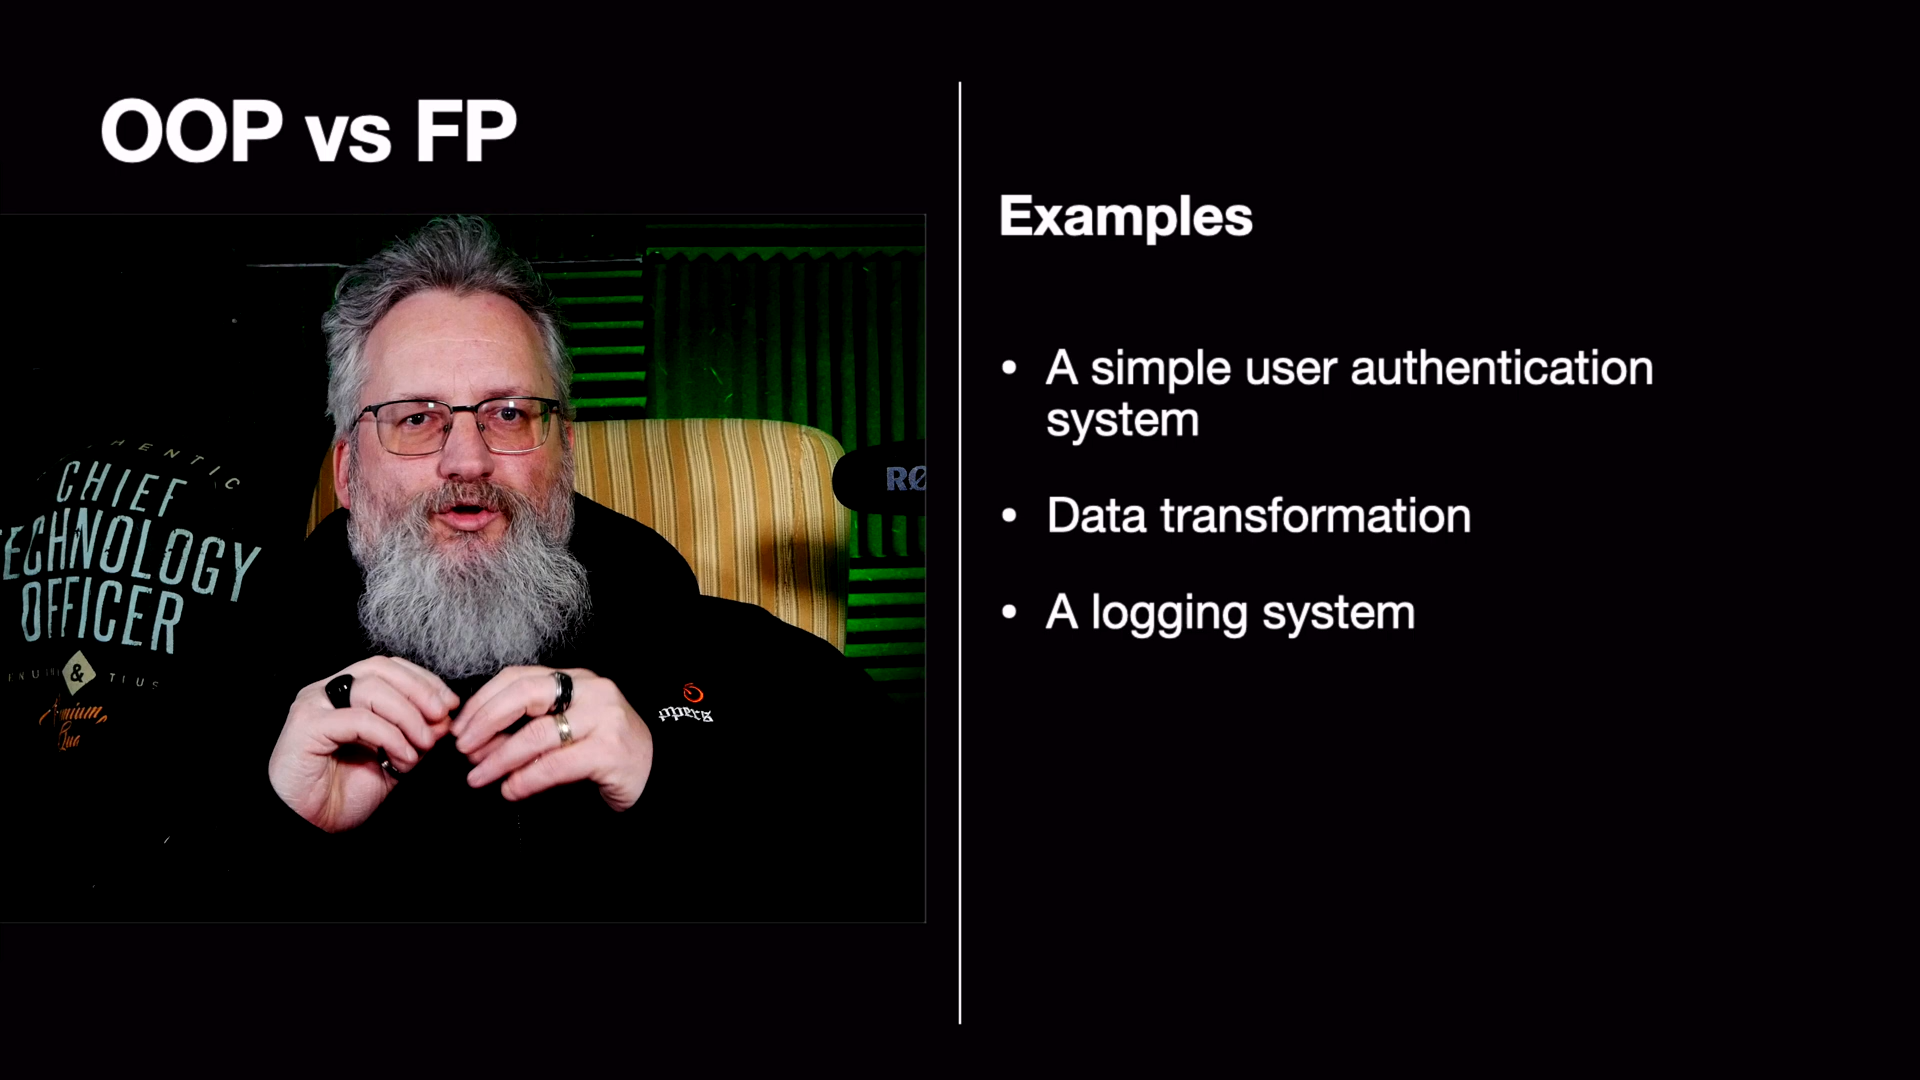 OOP vs FP
Examples
• A simple user authentication
system
• Data transformation
• A logging system
CHIEF
TECHNOLOGY
OFFICER
&